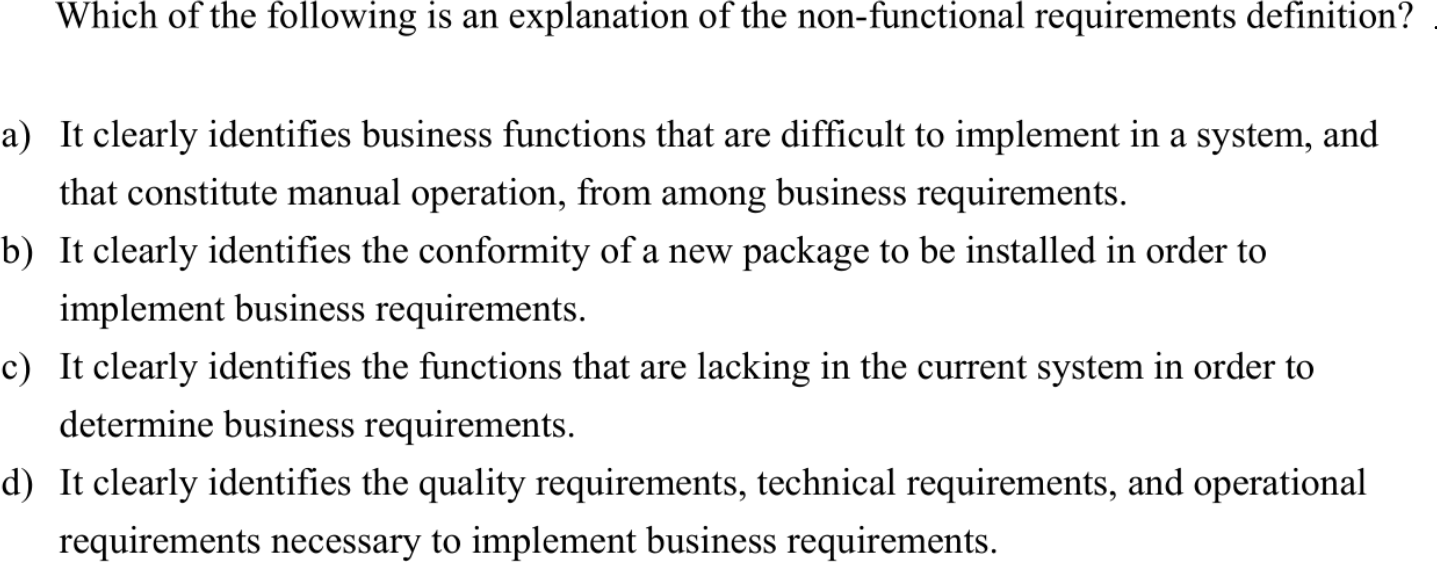 Which of the following is an explanation of the non-functional requirements definition?
a) It clearly identifies business functions that are difficult to implement in a system, and
that constitute manual operation, from among business requirements.
b) It clearly identifies the conformity of a new package to be installed in order to
implement business requirements.
c) It clearly identifies the functions that are lacking in the current system in order to
determine business requirements.
d) It clearly identifies the quality requirements, technical requirements, and operational
requirements necessary to implement business requirements.